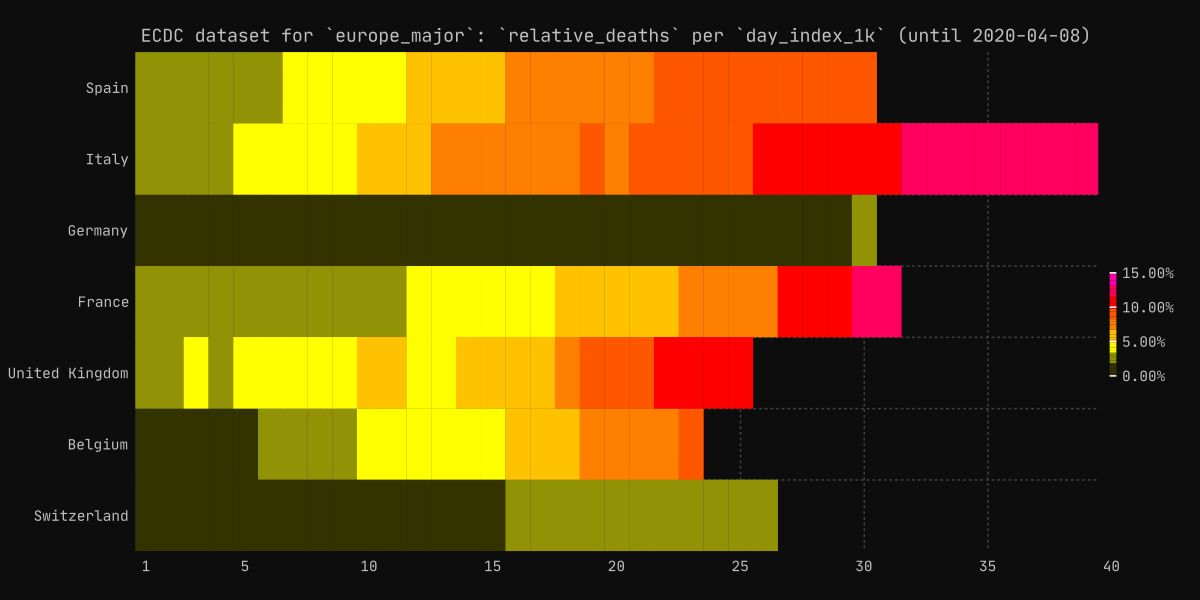 ECDC dataset for `europe_major`: `relative_deaths` per `day_index_1k` (until 2020-04-08)
Spain
Italy
Germany
France
United Kingdom
Belgium
Switzerland
15.00%
10.00%
5.00%
0.00%
1 5 10 15 20 25 30 35 40